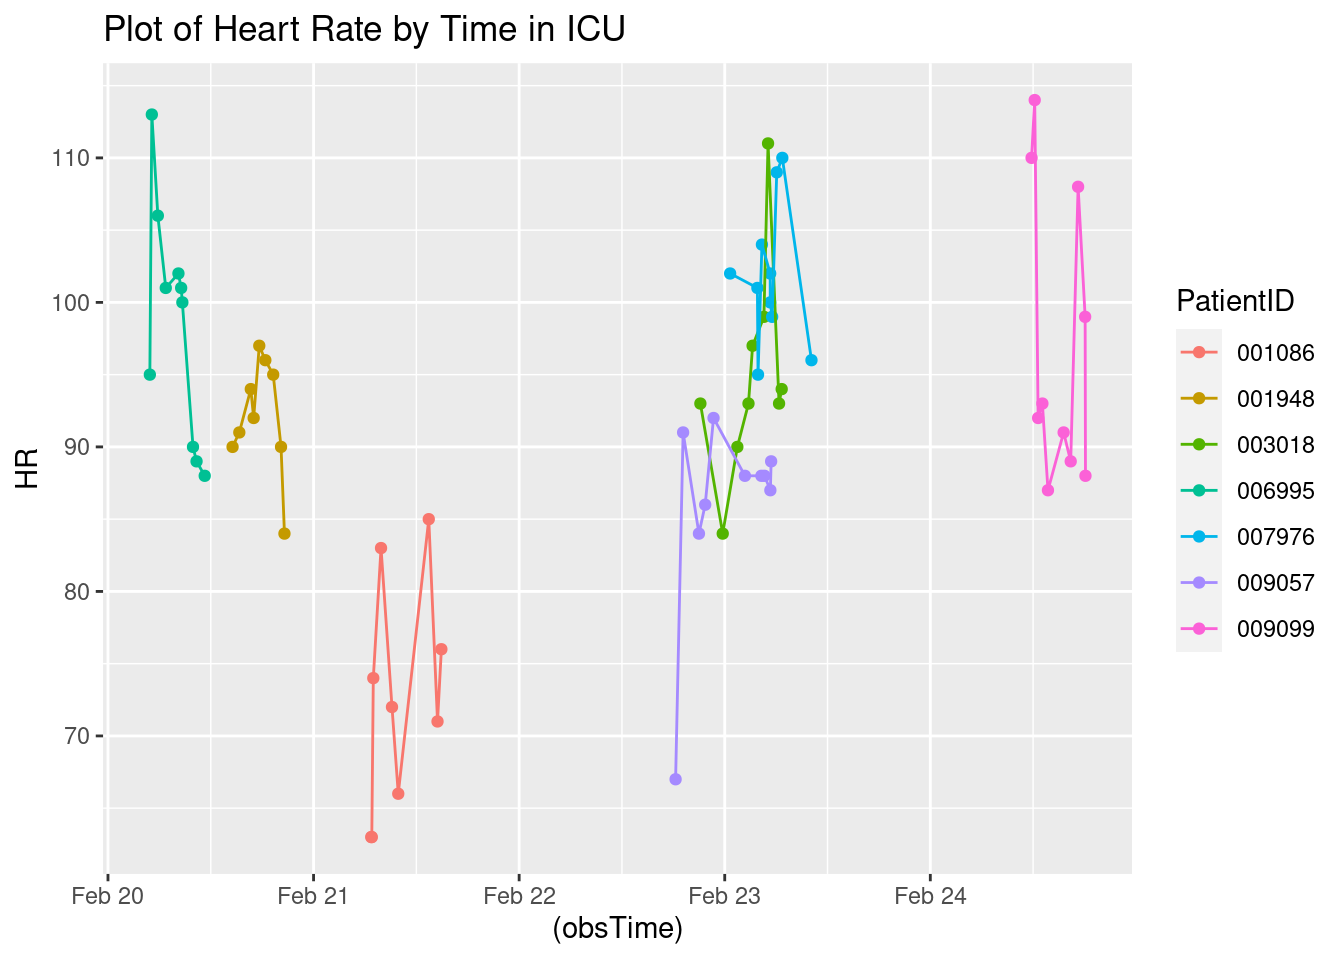 Plot of Heart Rate by Time in ICU
HR
110
100
90
80
70
Feb 20
Feb 21
Feb 22
Feb 23
Feb 24
(obsTime)
PatientID
001086
001948
003018
006995
007976
009057
009099